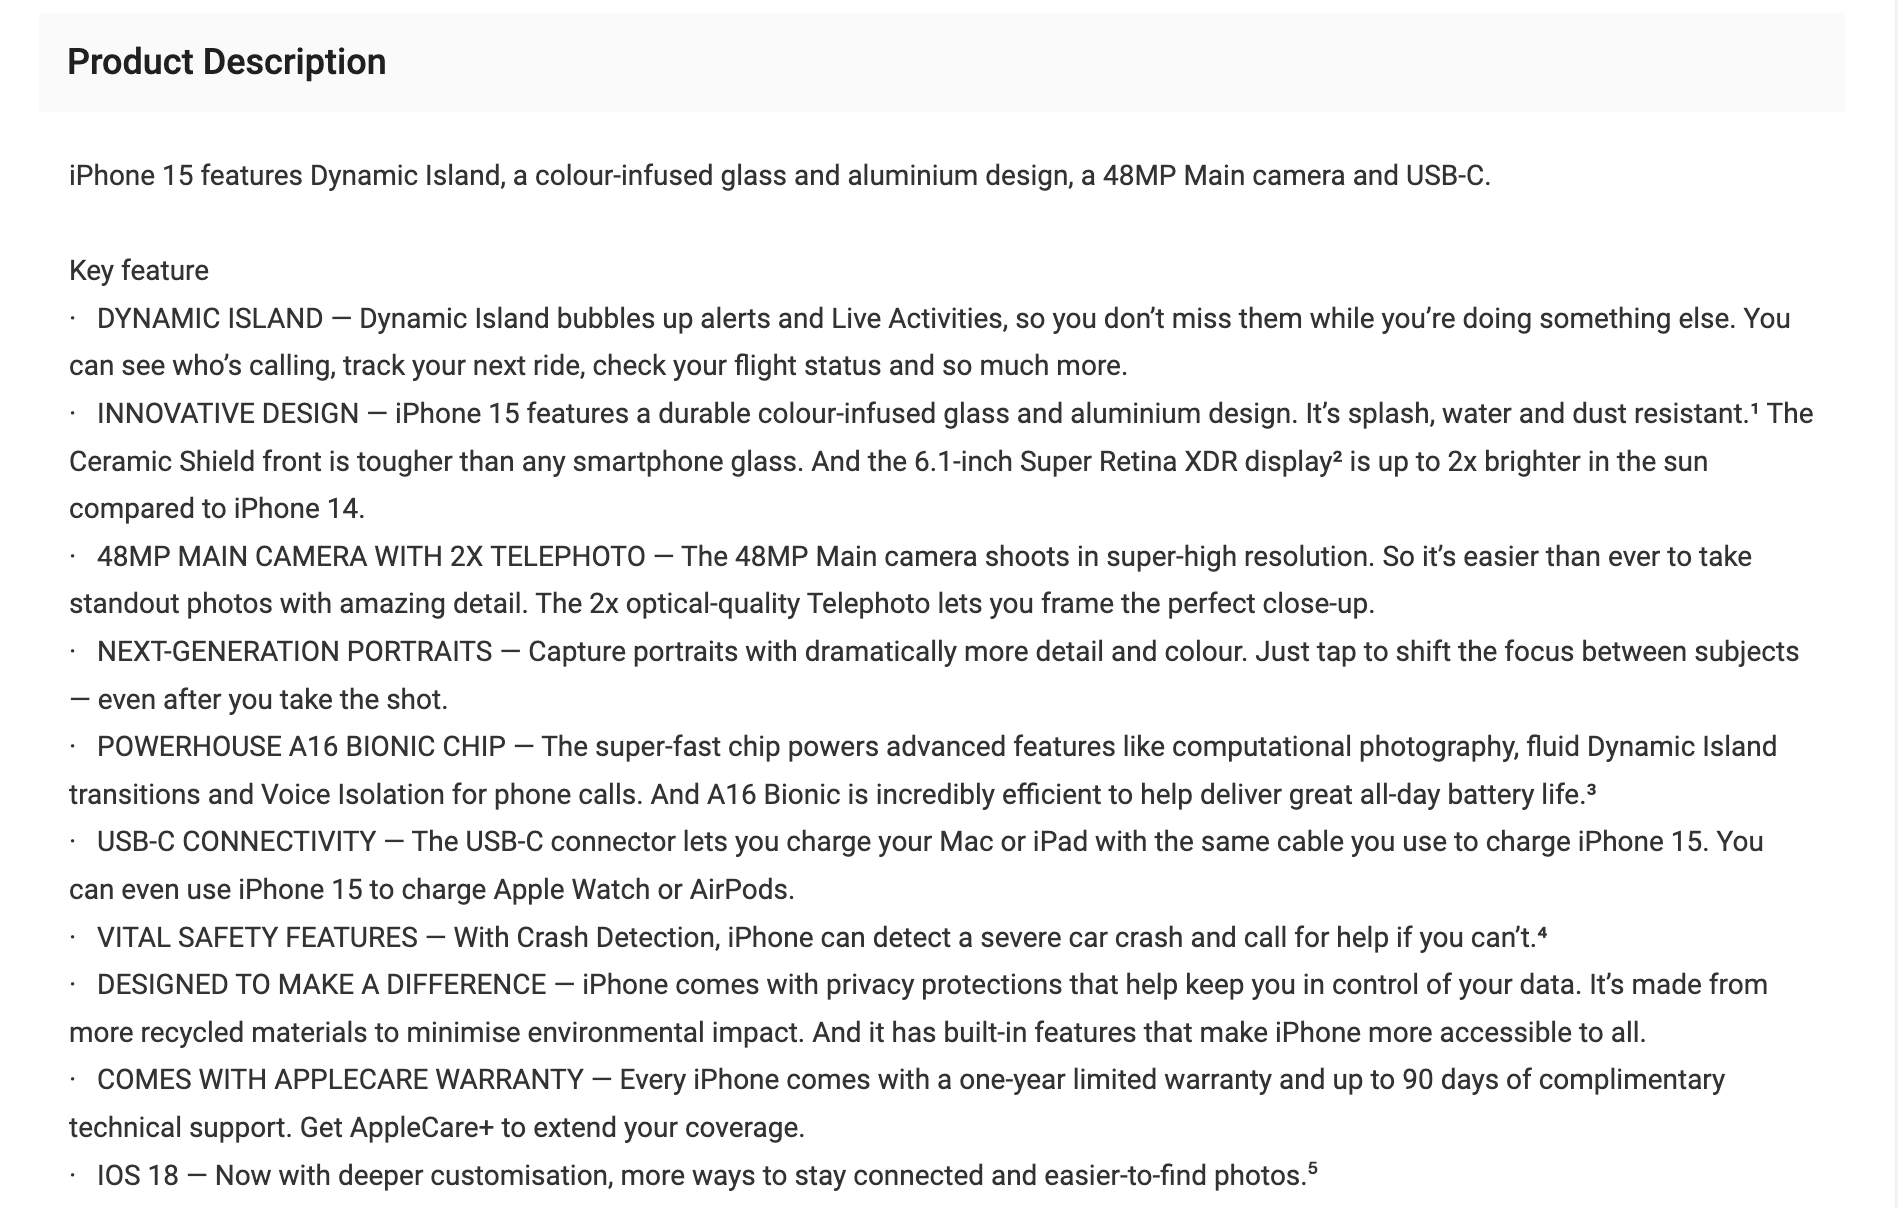 Product Description
iPhone 15 features Dynamic Island, a colour-infused glass and aluminium design, a 48MP Main camera and USB-C.
Key feature
· DYNAMIC ISLAND — Dynamic Island bubbles up alerts and Live Activities, so you don’t miss them while you’re doing something else. You
can see who’s calling, track your next ride, check your flight status and so much more.
· INNOVATIVE DESIGN — iPhone 15 features a durable colour-infused glass and aluminium design. It’s splash, water and dust resistant.¹ The
Ceramic Shield front is tougher than any smartphone glass. And the 6.1-inch Super Retina XDR display² is up to 2x brighter in the sun
compared to iPhone 14.
· 48MP MAIN CAMERA WITH 2X TELEPHOTO — The 48MP Main camera shoots in super-high resolution. So it’s easier than ever to take
standout photos with amazing detail. The 2x optical-quality Telephoto lets you frame the perfect close-up.
· NEXT-GENERATION PORTRAITS — Capture portraits with dramatically more detail and colour. Just tap to shift the focus between subjects
— even after you take the shot.
· POWERHOUSE A16 BIONIC CHIP — The super-fast chip powers advanced features like computational photography, fluid Dynamic Island
transitions and Voice Isolation for phone calls. And A16 Bionic is incredibly efficient to help deliver great all-day battery life.³
· USB-C CONNECTIVITY — The USB-C connector lets you charge your Mac or iPad with the same cable you use to charge iPhone 15. You
can even use iPhone 15 to charge Apple Watch or AirPods.
· VITAL SAFETY FEATURES — With Crash Detection, iPhone can detect a severe car crash and call for help if you can’t.⁴
· DESIGNED TO MAKE A DIFFERENCE — iPhone comes with privacy protections that help keep you in control of your data. It’s made from
more recycled materials to minimise environmental impact. And it has built-in features that make iPhone more accessible to all.
· COMES WITH APPLECARE WARRANTY — Every iPhone comes with a one-year limited warranty and up to 90 days of complimentary
technical support. Get AppleCare+ to extend your coverage.
· IOS 18 — Now with deeper customisation, more ways to stay connected and easier-to-find photos.⁵